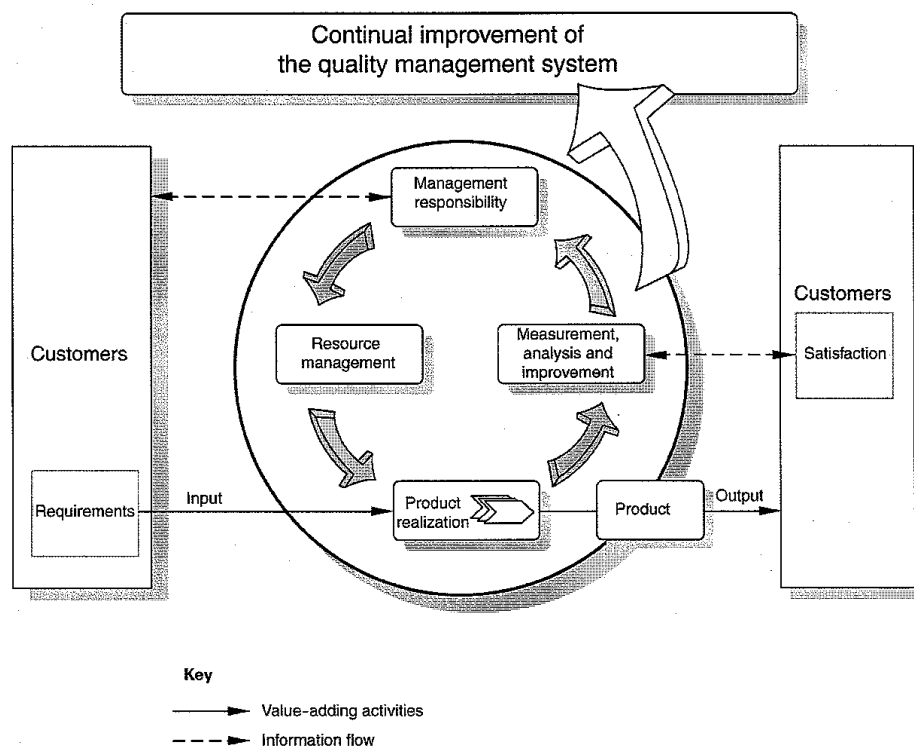 Continual improvement of
the quality management system
Management
responsibility
Customers
Resource
management
Measurement,
analysis and
improvement
Customers
Satisfaction
Requirements
Input
Product
realization
Product
Output
Key
Value-adding activities
Information flow